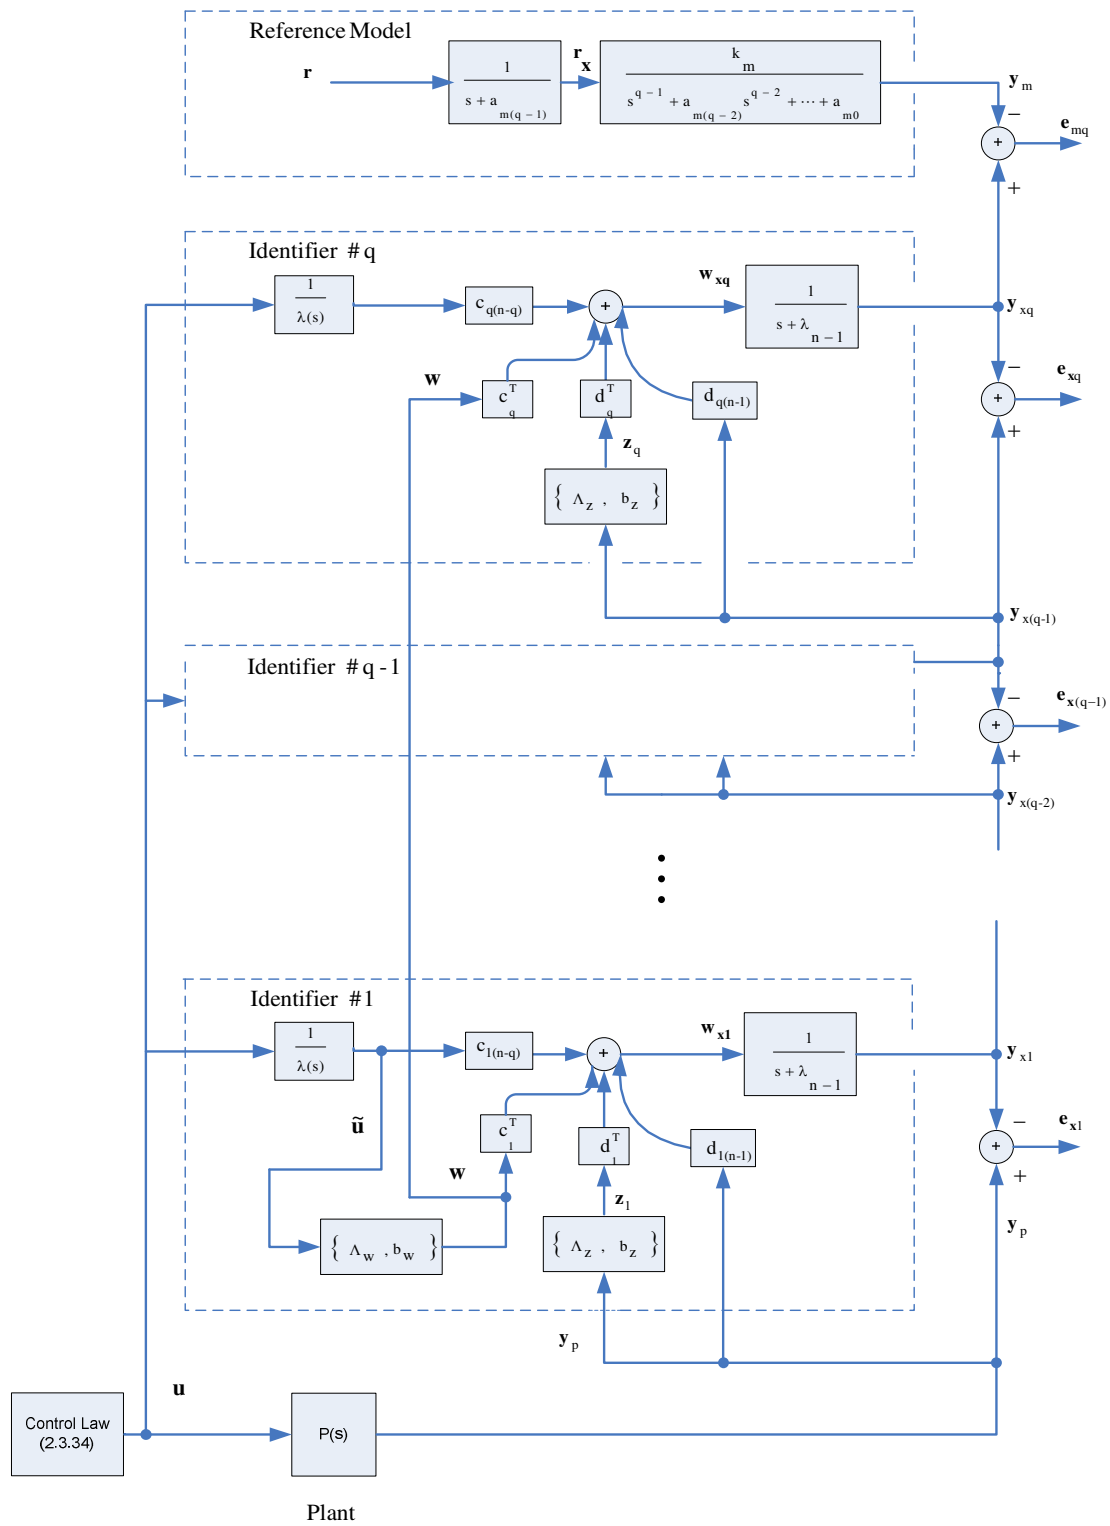 Reference Model
r
1
s + a m(q − 1)
r x
k m
s q − 1 + a m(q − 2) s q − 2 + ⋯ + a m0
y m
−
+
e mq
+
Identifier # q
1
λ(s)
c q(n-q)
+
w xq
1
s + λ n − 1
y xq
w
c T q
d T q
d q(n-1)
−
+
e xq
+
z q
{ Λ z , b z }
y x(q-1)
Identifier # q - 1
−
+
e x(q−1)
+
y x(q-2)
Identifier # 1
1
λ(s)
c 1(n-q)
+
w x1
1
s + λ n − 1
y x1
ũ
c T 1
d T 1
d 1(n-1)
−
+
e x1
+
w
z 1
y p
{ Λ w , b w }
{ Λ z , b z }
y p
u
Control Law
(2.3.34)
P(s)
Plant